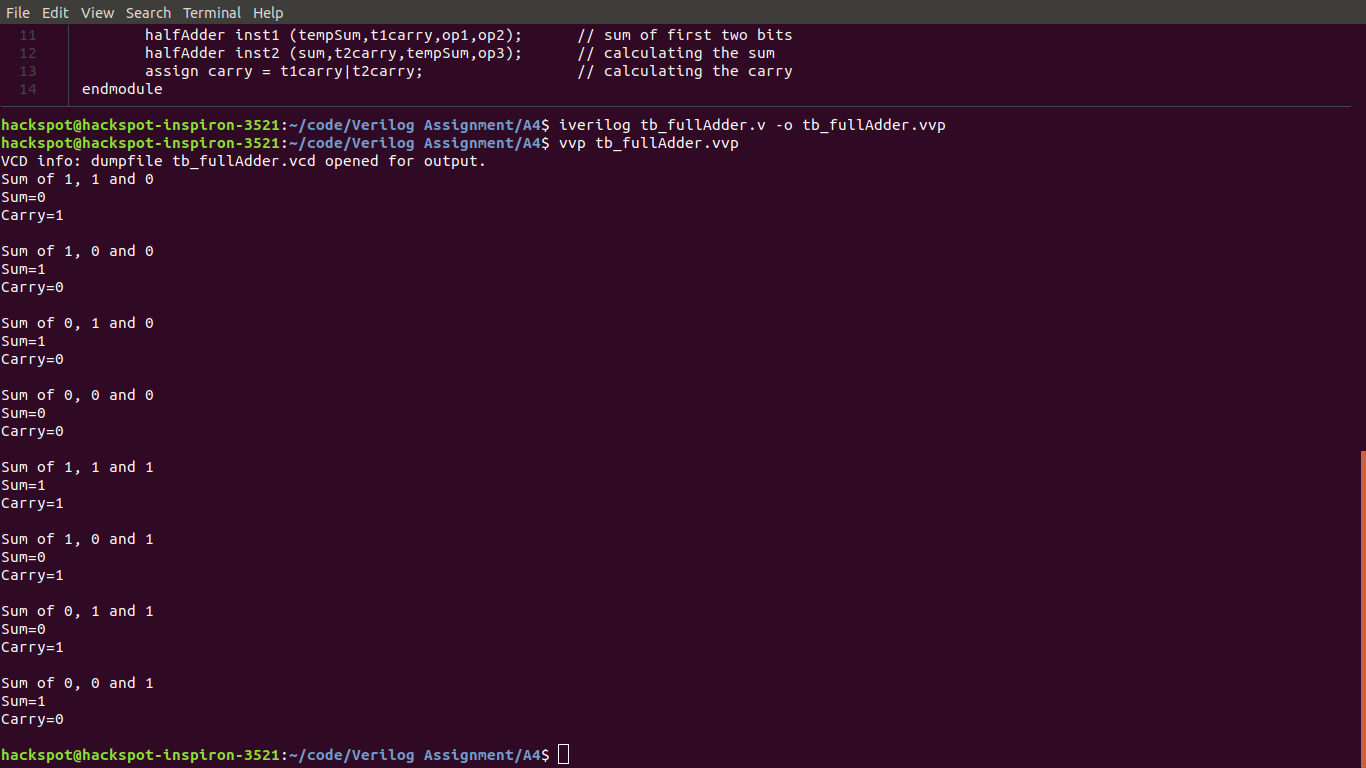 File Edit View Search Terminal Help
11 halfAdder inst1 (tempSum,t1carry,op1,op2); // sum of first two bits
12 halfAdder inst2 (sum,t2carry,tempSum,op3); // calculating the sum
13 assign carry = t1carry|t2carry; // calculating the carry
14 endmodule
hackspot@hackspot-inspiron-3521:~/code/Verilog Assignment/A4$ iverilog tb_fullAdder.v -o tb_fullAdder.vvp
hackspot@hackspot-inspiron-3521:~/code/Verilog Assignment/A4$ vvp tb_fullAdder.vvp
VCD info: dumpfile tb_fullAdder.vcd opened for output.
Sum of 1, 1 and 0
Sum=0
Carry=1
Sum of 1, 0 and 0
Sum=1
Carry=0
Sum of 0, 1 and 0
Sum=1
Carry=0
Sum of 0, 0 and 0
Sum=0
Carry=0
Sum of 1, 1 and 1
Sum=1
Carry=1
Sum of 1, 0 and 1
Sum=0
Carry=1
Sum of 0, 1 and 1
Sum=0
Carry=1
Sum of 0, 0 and 1
Sum=1
Carry=0
hackspot@hackspot-inspiron-3521:~/code/Verilog Assignment/A4$